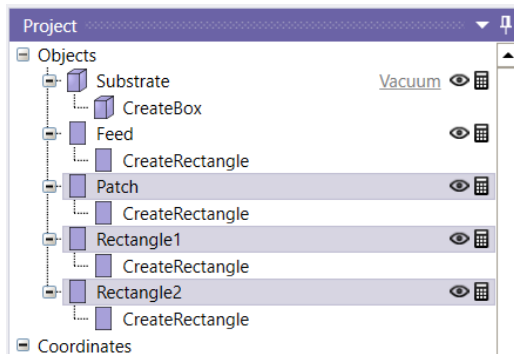 Project
Objects
Substrate Vacuum
CreateBox
Feed
CreateRectangle
Patch
CreateRectangle
Rectangle1
CreateRectangle
Rectangle2
CreateRectangle
Coordinates